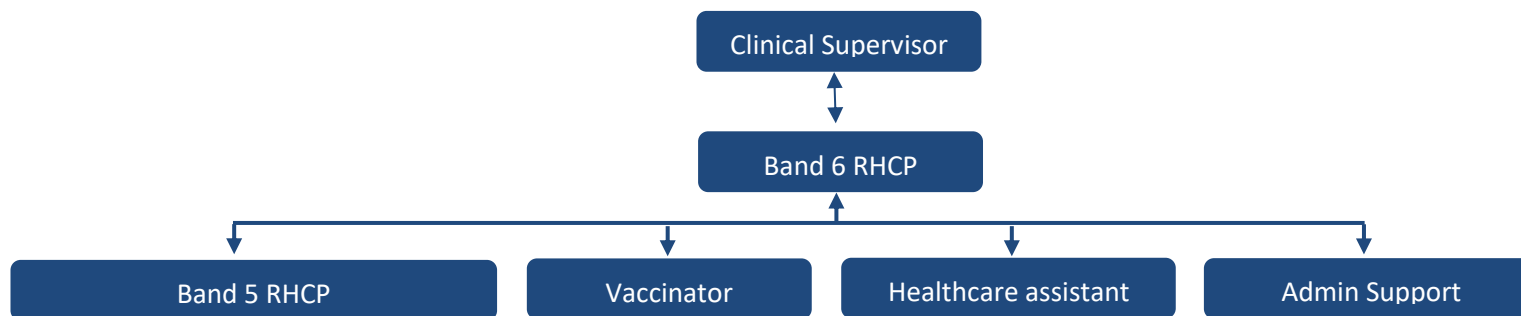 Clinical Supervisor
Band 6 RHCP
Band 5 RHCP
Vaccinator
Healthcare assistant
Admin Support